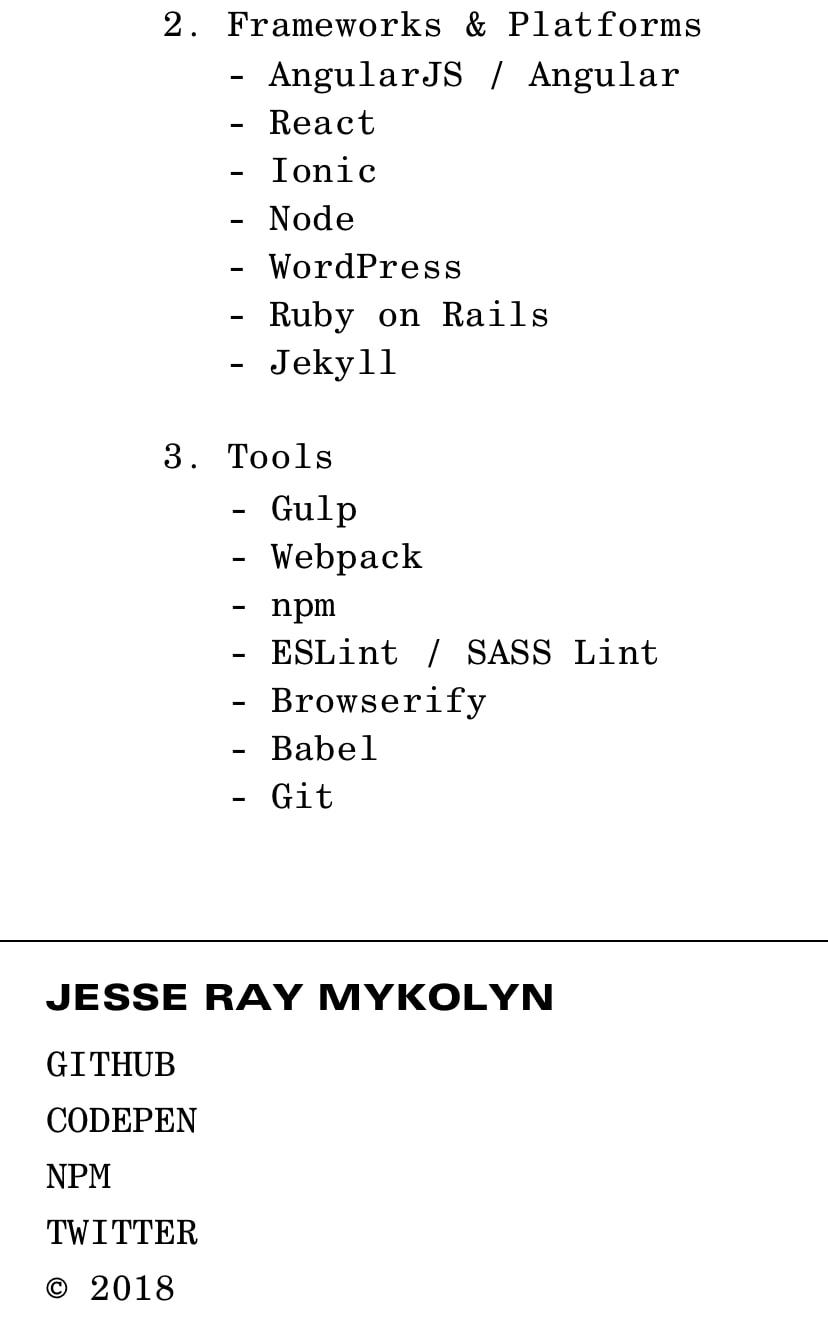 2. Frameworks & Platforms
- AngularJS / Angular
- React
- Ionic
- Node
- WordPress
- Ruby on Rails
- Jekyll
3. Tools
- Gulp
- Webpack
- npm
- ESLint / SASS Lint
- Browserify
- Babel
- Git
JESSE RAY MYKOLYN
GITHUB
CODEPEN
NPM
TWITTER
© 2018